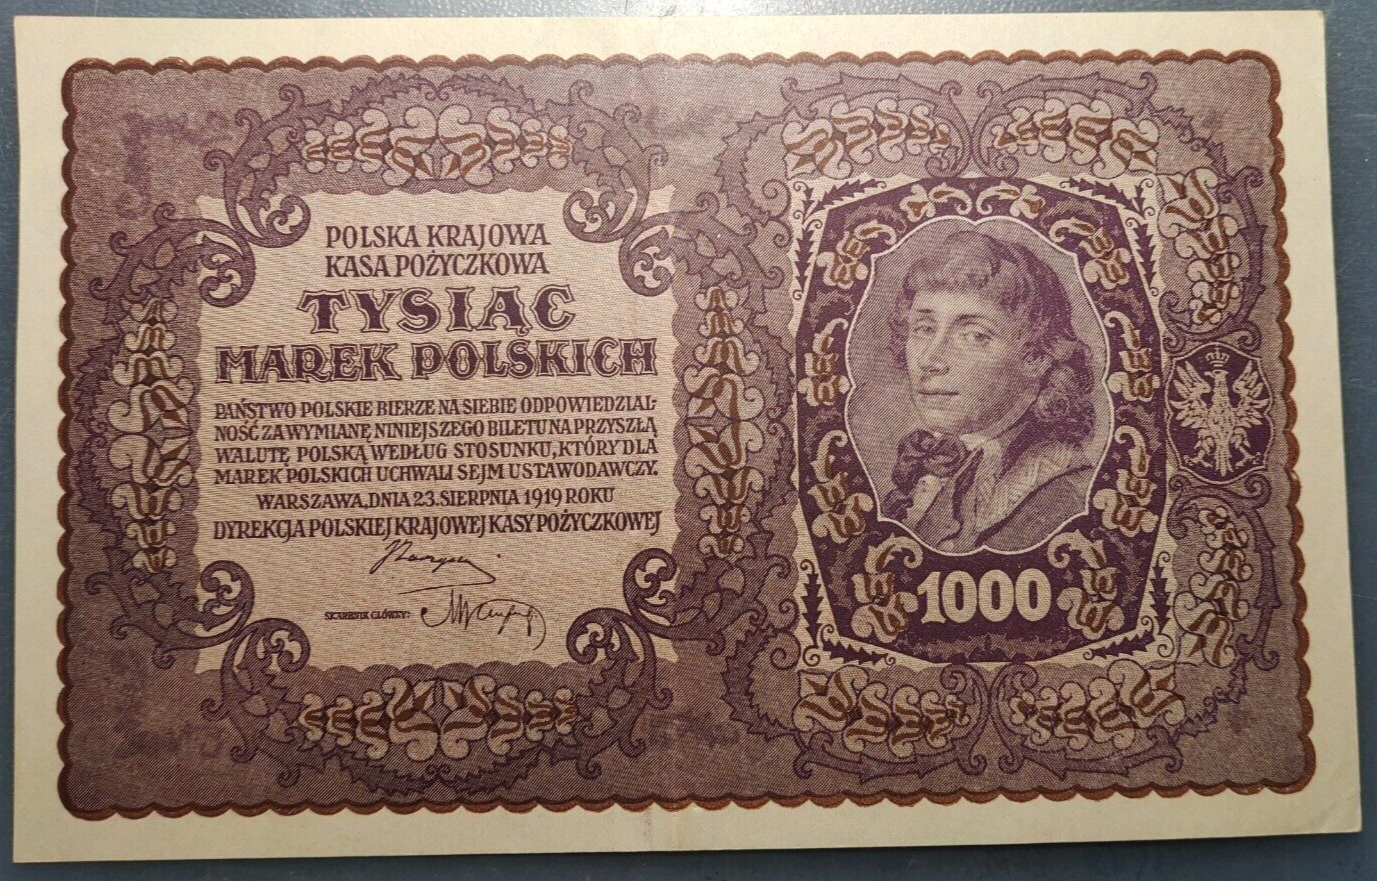 POLSKA KRAJOWA
KASA POŻYCZKOWA
TYSIĄC
MAREK POLSKICH
PAŃSTWO POLSKIE BIERZE NA SIEBIE ODPOWIEDZIAL-
NOŚĆ ZA WYMIANĘ NINIEJSZEGO BILETU NA PRZYSZŁĄ
WALUTĘ POLSKĄ WEDŁUG STOSUNKU, KTÓRY DLA
MAREK POLSKICH UCHWALI SEJM USTAWODAWCZY.
WARSZAWA, DNIA 23. SIERPNIA 1919 ROKU
DYREKCJA POLSKIEJ KRAJOWEJ KASY POŻYCZKOWEJ
SKARBNIK GŁÓWNY:
1000